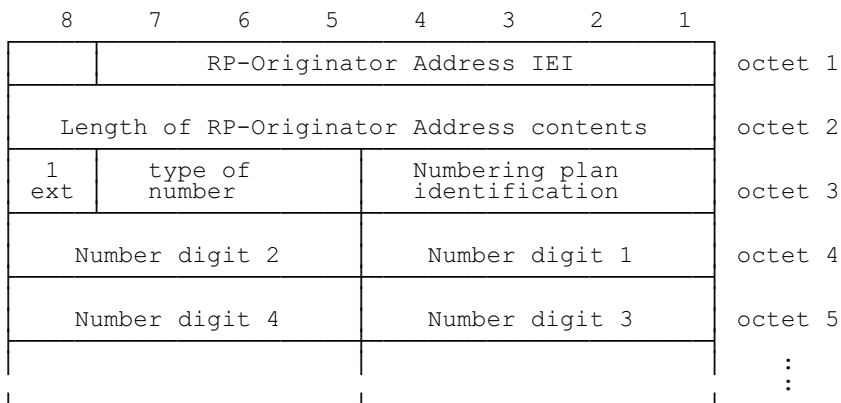 8 7 6 5 4 3 2 1
RP-Originator Address IEI octet 1
Length of RP-Originator Address contents octet 2
1 type of Numbering plan
ext number identification octet 3
Number digit 2 Number digit 1 octet 4
Number digit 4 Number digit 3 octet 5
:
: